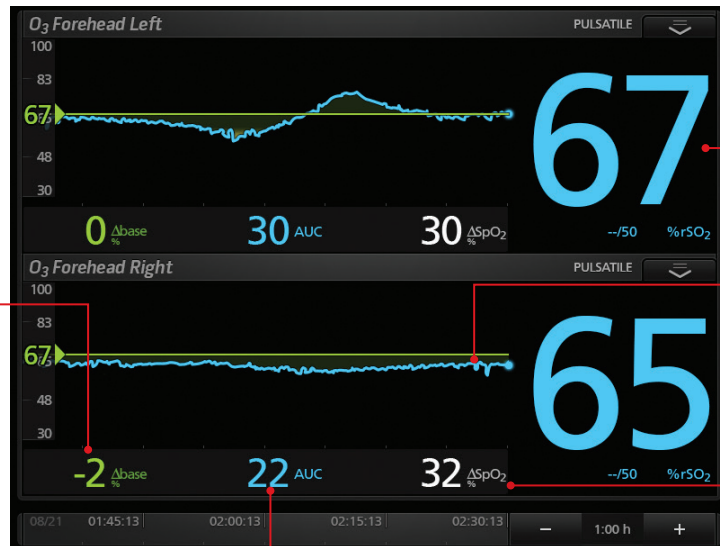 O3 Forehead Left PULSATILE
100
83
67
48
30
67
0 Δbase % 30 AUC 30 ΔSpO2 %
--/50 %rSO2
O3 Forehead Right PULSATILE
100
83
67
48
30
65
-2 Δbase % 22 AUC 32 ΔSpO2 %
--/50 %rSO2
08/21 01:45:13 02:00:13 02:15:13 02:30:13 − 1:00 h +